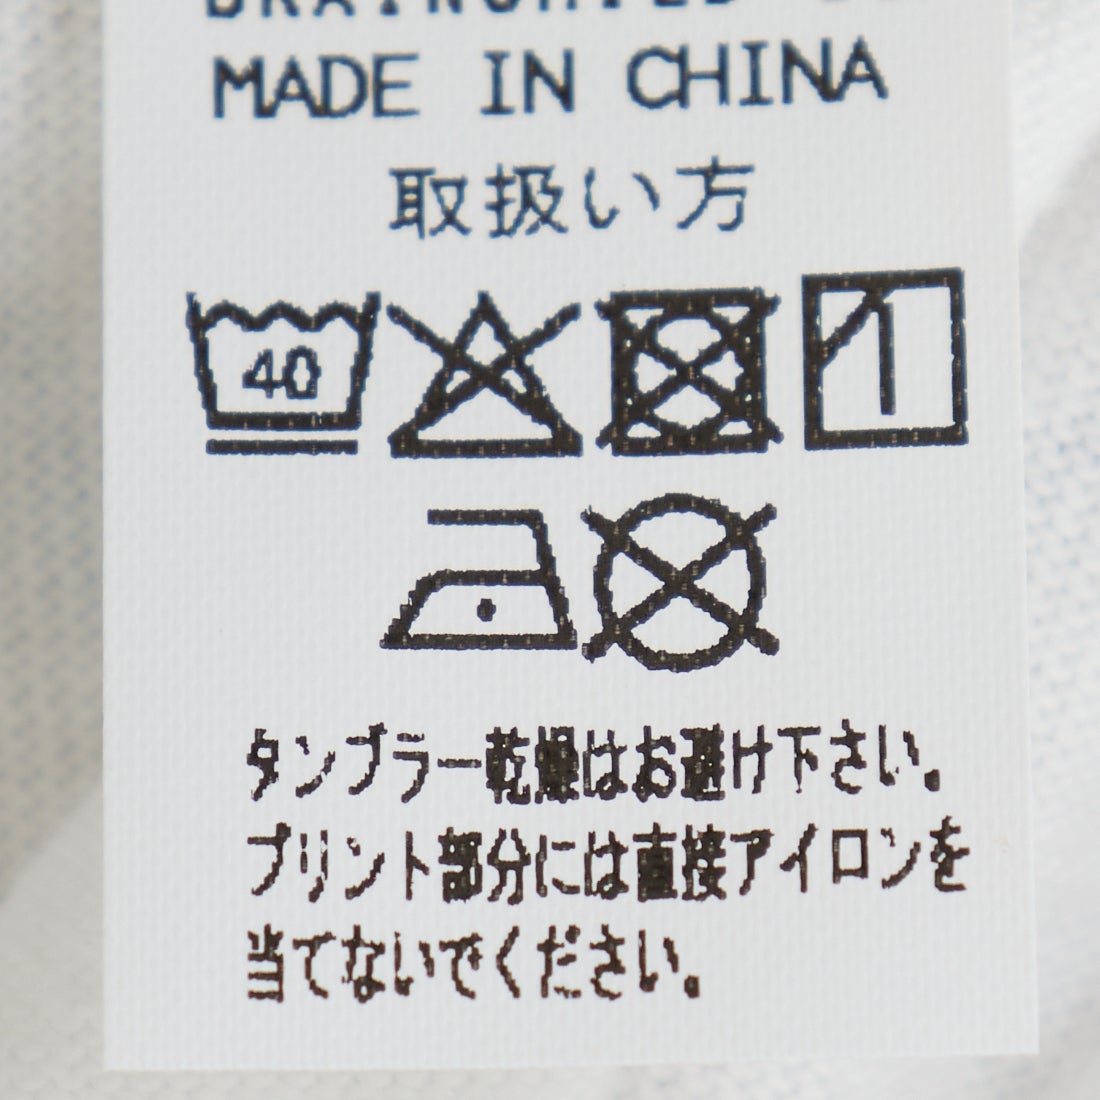 MADE IN CHINA
取扱い方
40
タンブラー乾燥はお避け下さい。
プリント部分には直接アイロンを
当てないでください。